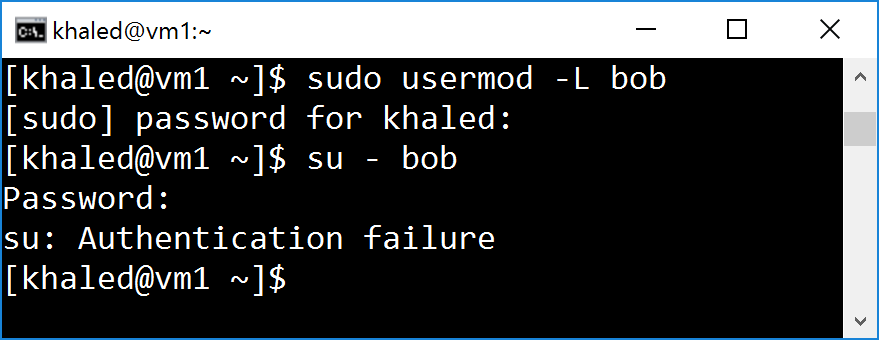 khaled@vm1:~
[khaled@vm1 ~]$ sudo usermod -L bob
[sudo] password for khaled:
[khaled@vm1 ~]$ su - bob
Password:
su: Authentication failure
[khaled@vm1 ~]$